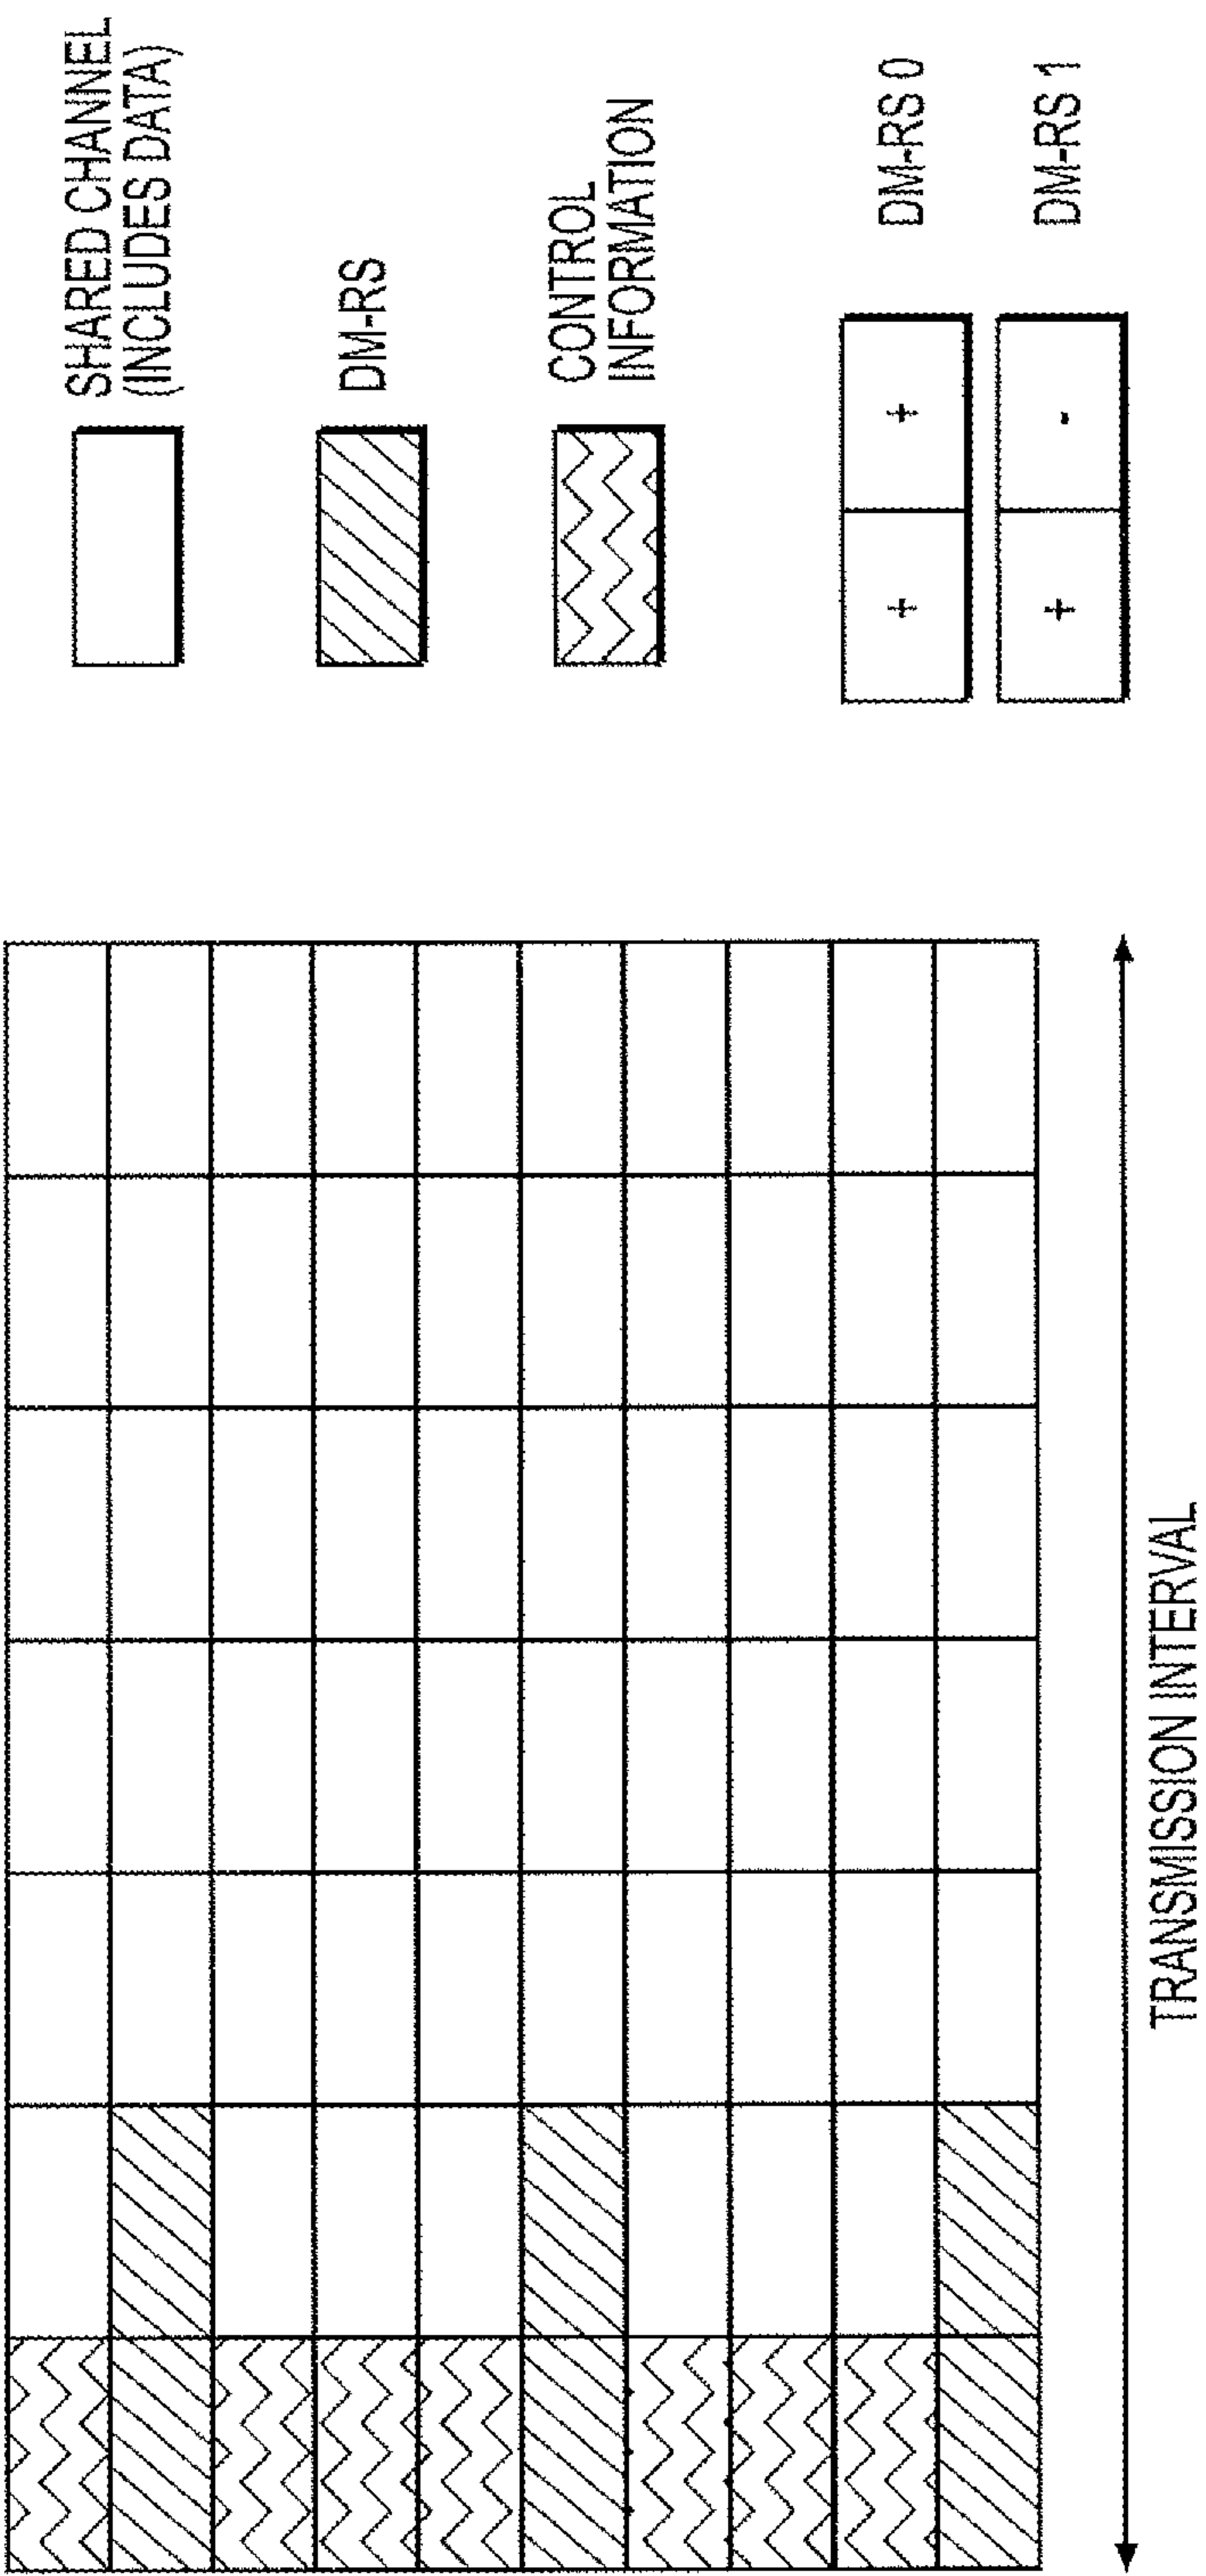 SHARED CHANNEL
(INCLUDES DATA)
DM-RS
CONTROL
INFORMATION
+ + DM-RS 0
+ - DM-RS 1
TRANSMISSION INTERVAL